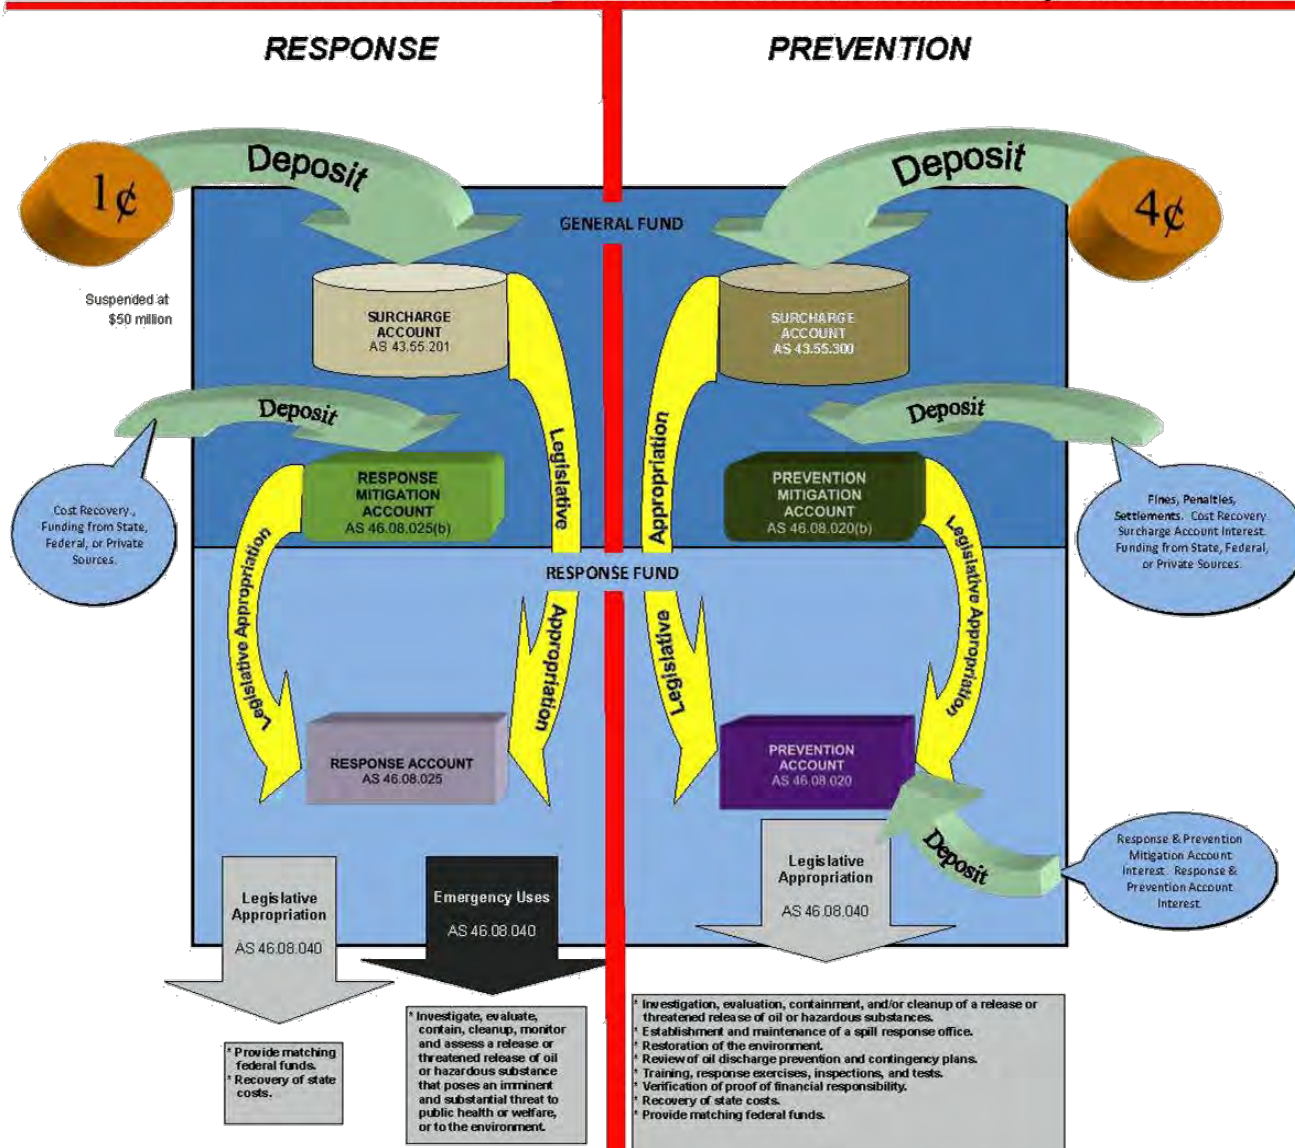 RESPONSE
PREVENTION
1¢
Deposit
Deposit
4¢
GENERAL FUND
Suspended at
$50 million
SURCHARGE
ACCOUNT
AS 43.55.201
SURCHARGE
ACCOUNT
AS 43.55.300
Deposit
Deposit
Legislative
Appropriation
Appropriation
Legislative
Cost Recovery ,
Funding from State,
Federal, or Private
Sources.
RESPONSE
MITIGATION
ACCOUNT
AS 46.08.025(b)
PREVENTION
MITIGATION
ACCOUNT
AS 46.08.020(b)
Fines, Penalties,
Settlements. Cost Recovery
Surcharge Account Interest.
Funding from State, Federal,
or Private Sources.
Legislative Appropriation
Legislative Appropriation
RESPONSE FUND
RESPONSE ACCOUNT
AS 46.08.025
PREVENTION
ACCOUNT
AS 46.08.020
Deposit
Response & Prevention
Mitigation Account
Interest. Response &
Prevention Account
Interest.
Legislative
Appropriation
AS 46.08.040
Emergency Uses
AS 46.08.040
Legislative
Appropriation
AS 46.08.040
* Provide matching
federal funds.
* Recovery of state
costs.
* Investigate, evaluate,
contain, cleanup, monitor
and assess a release or
threatened release of oil
or hazardous substance
that poses an imminent
and substantial threat to
public health or welfare,
or to the environment.
* Investigation, evaluation, containment, and/or cleanup of a release or
threatened release of oil or hazardous substances.
* Establishment and maintenance of a spill response office.
* Restoration of the environment.
* Review of oil discharge prevention and contingency plans.
* Training, response exercises, inspections, and tests.
* Verification of proof of financial responsibility.
* Recovery of state costs.
* Provide matching federal funds.